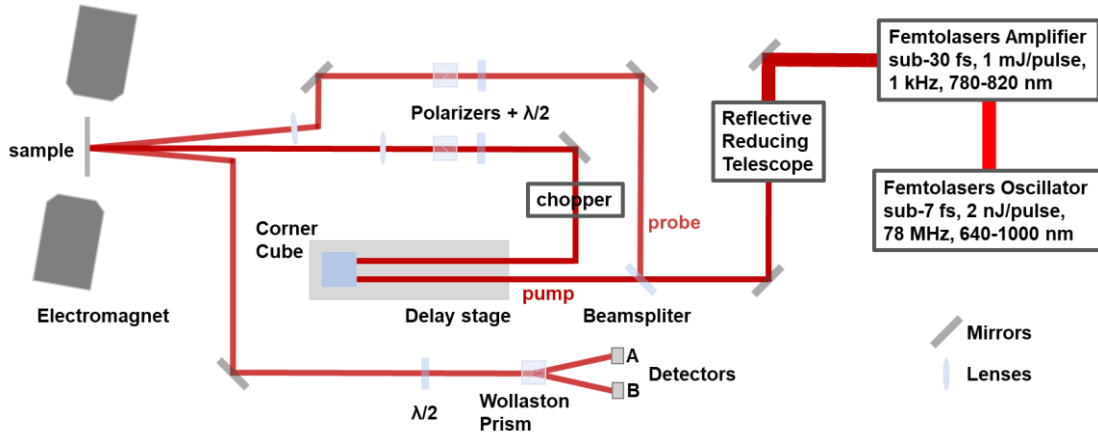 Femtolasers Amplifier
sub-30 fs, 1 mJ/pulse,
1 kHz, 780-820 nm
Polarizers + λ/2
Reflective
Reducing
Telescope
sample
Femtolasers Oscillator
sub-7 fs, 2 nJ/pulse,
78 MHz, 640-1000 nm
chopper
probe
Corner
Cube
pump
Electromagnet
Delay stage
Beamspliter
Mirrors
A
Detectors
B
Lenses
λ/2
Wollaston
Prism